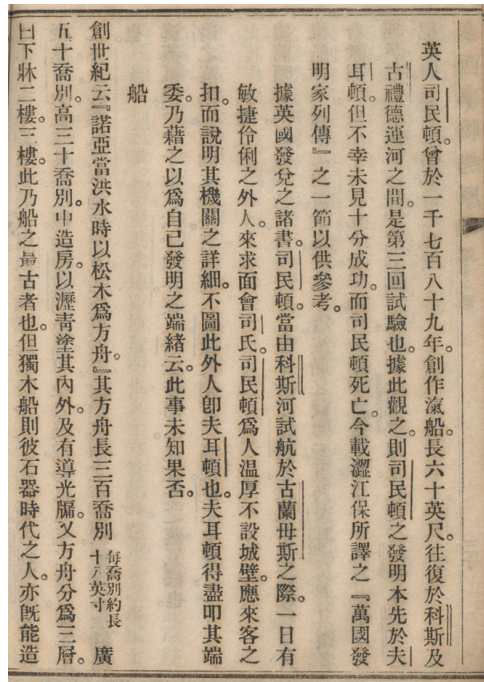 英人司民頓。曾於一千七百八十九年。創作滊船。長六十英尺。往復於科斯及
古禮德運河之間。是第三回試驗也。據此觀之。則司民頓之發明本先於夫
耳頓。但不幸未見十分成功。而司民頓死亡。今載澀江保所譯之『萬國發
明家列傳』之一節以供參考。
據英國發兌之諸書。司民頓。當由科斯河試航於古蘭毋斯之際。一日有
敏捷伶俐之外人。來求面會司氏。司民頓爲人温厚不設城壁。應來客之
扣。而說明其機關之詳細。不圖此外人卽夫耳頓也。夫耳頓得盡叩其端
委。乃藉之以爲自己發明之端緒云。此事未知果否。
船
創世紀云『諾亞當洪水時以松木爲方舟。』其方舟長三百喬別每喬別約長十八英寸廣
五十喬別。高三十喬別。中造房。以瀝靑塗其內外。及有導光牖。又方舟分爲三層。
曰下牀二樓。三樓。此乃船之最古者也。但獨木船則彼石器時代之人。亦旣能造